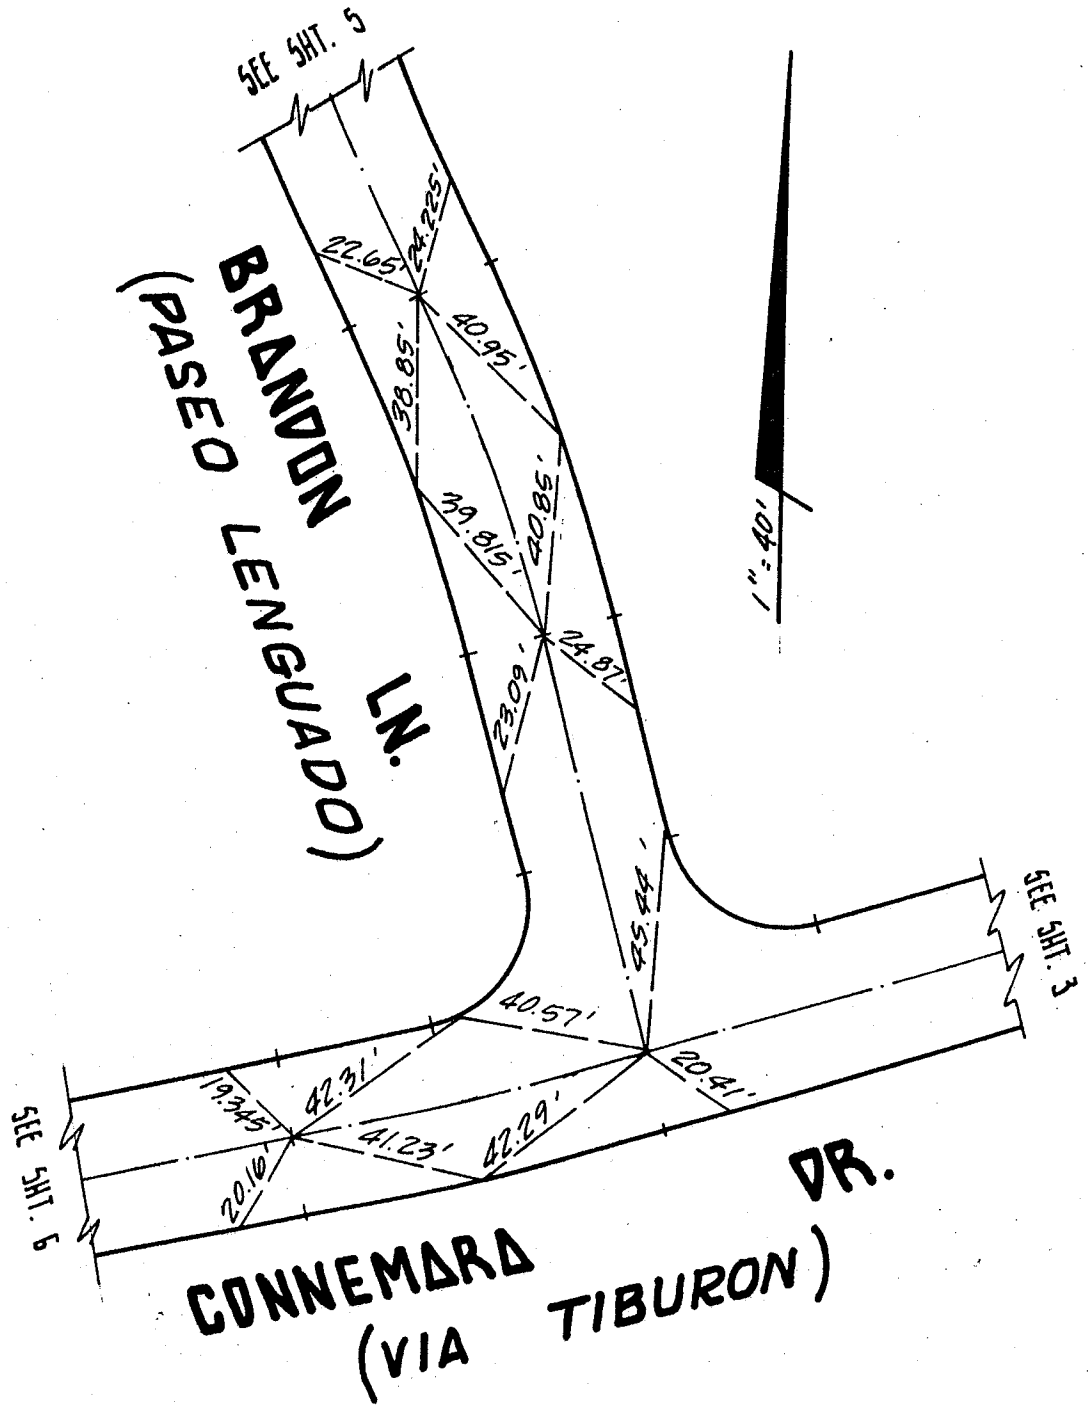 SEE SHT. 5
24.225'
22.65'
40.95'
38.85'
BRANDON LN.
(PASEO LENGUADO)
39.815'
40.85'
1" = 40'
24.87'
23.09'
45.44'
SEE SHT. 3
40.57'
20.41'
42.31'
19.345'
41.23'
42.29'
20.16'
SEE SHT. 6
CONNEMARA DR.
(VIA TIBURON)